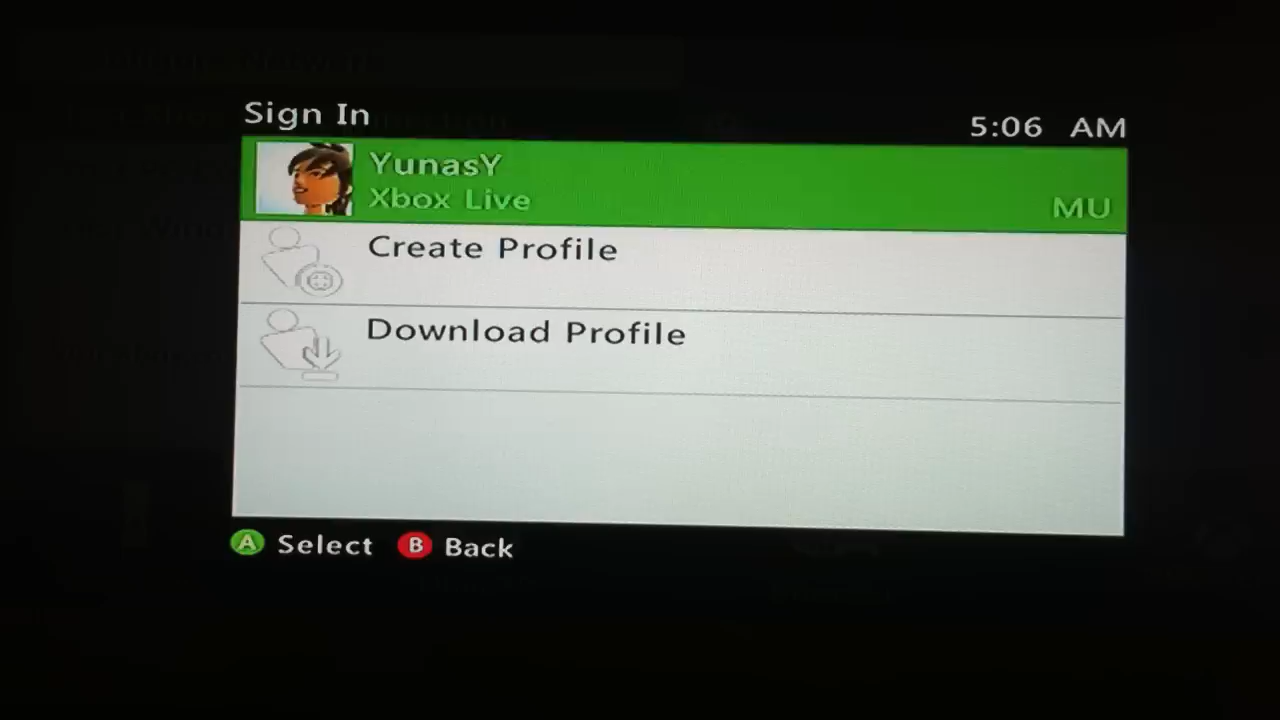 Sign In
5:06 AM
YunasY
Xbox Live
MU
Create Profile
Download Profile
A Select B Back